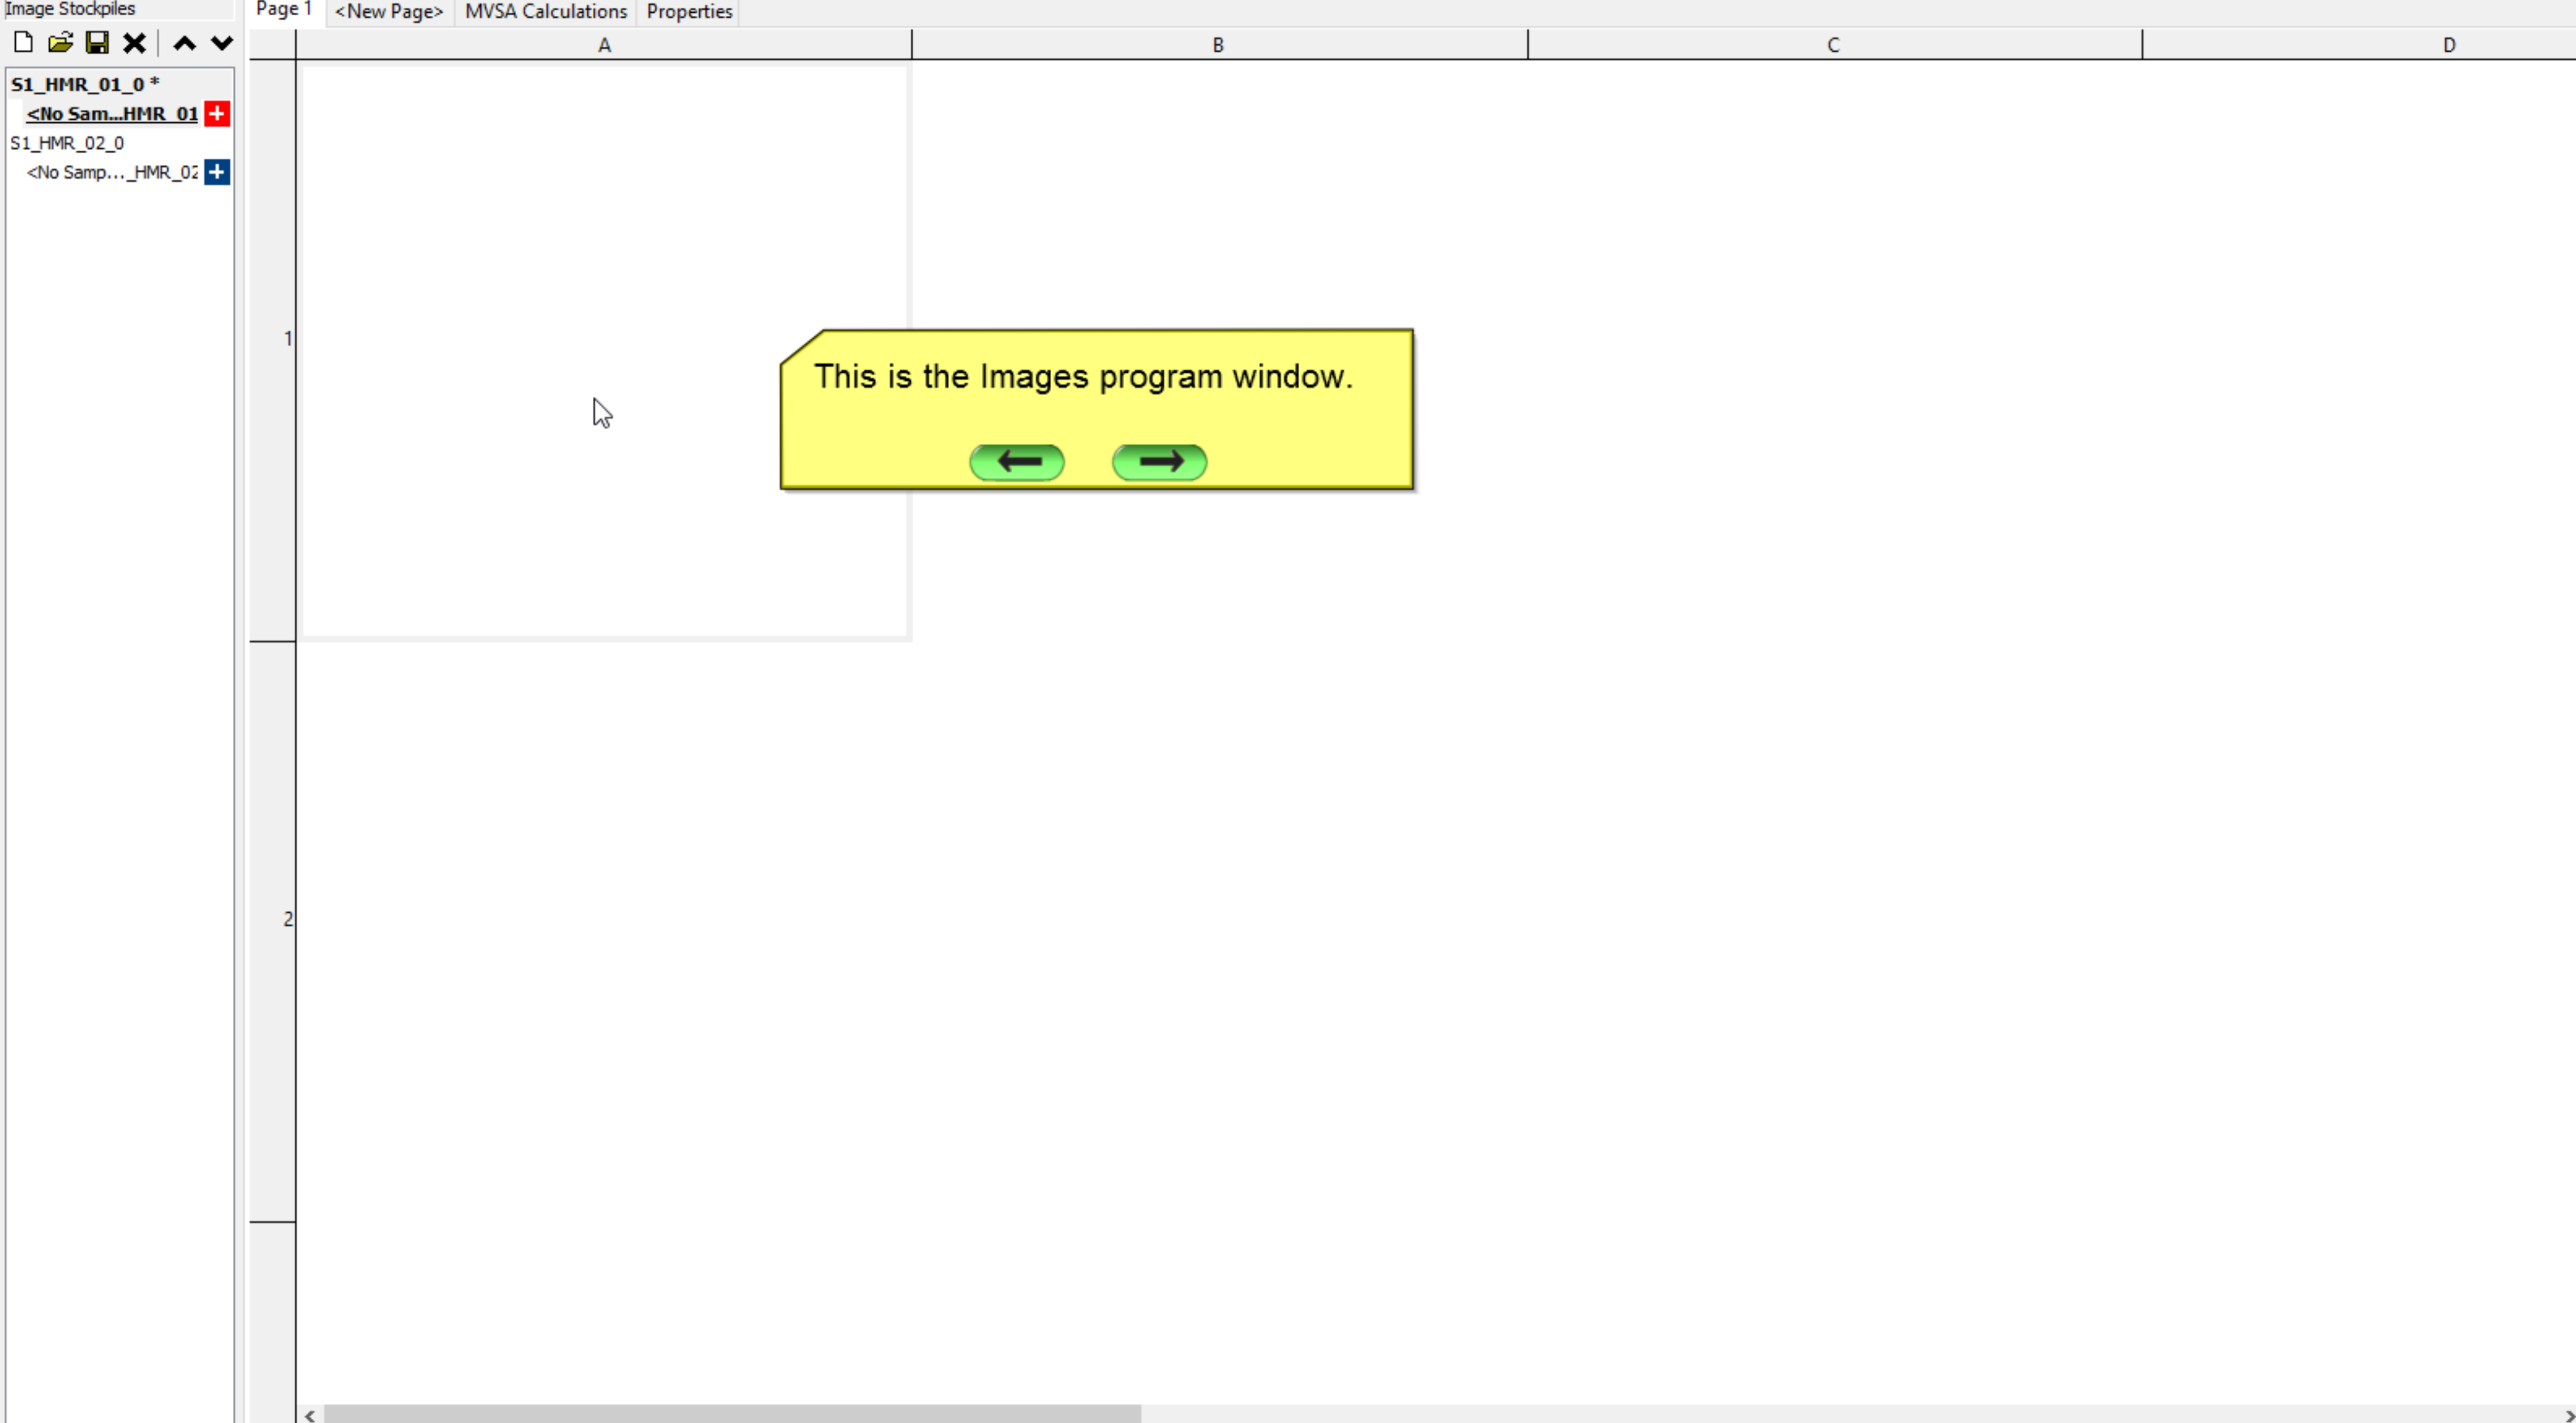 Image Stockpiles
Page 1 <New Page> MVSA Calculations Properties
A B C D
S1_HMR_01_0 *
<No Sam...HMR_01
S1_HMR_02_0
<No Samp..._HMR_02
1
This is the Images program window.
2